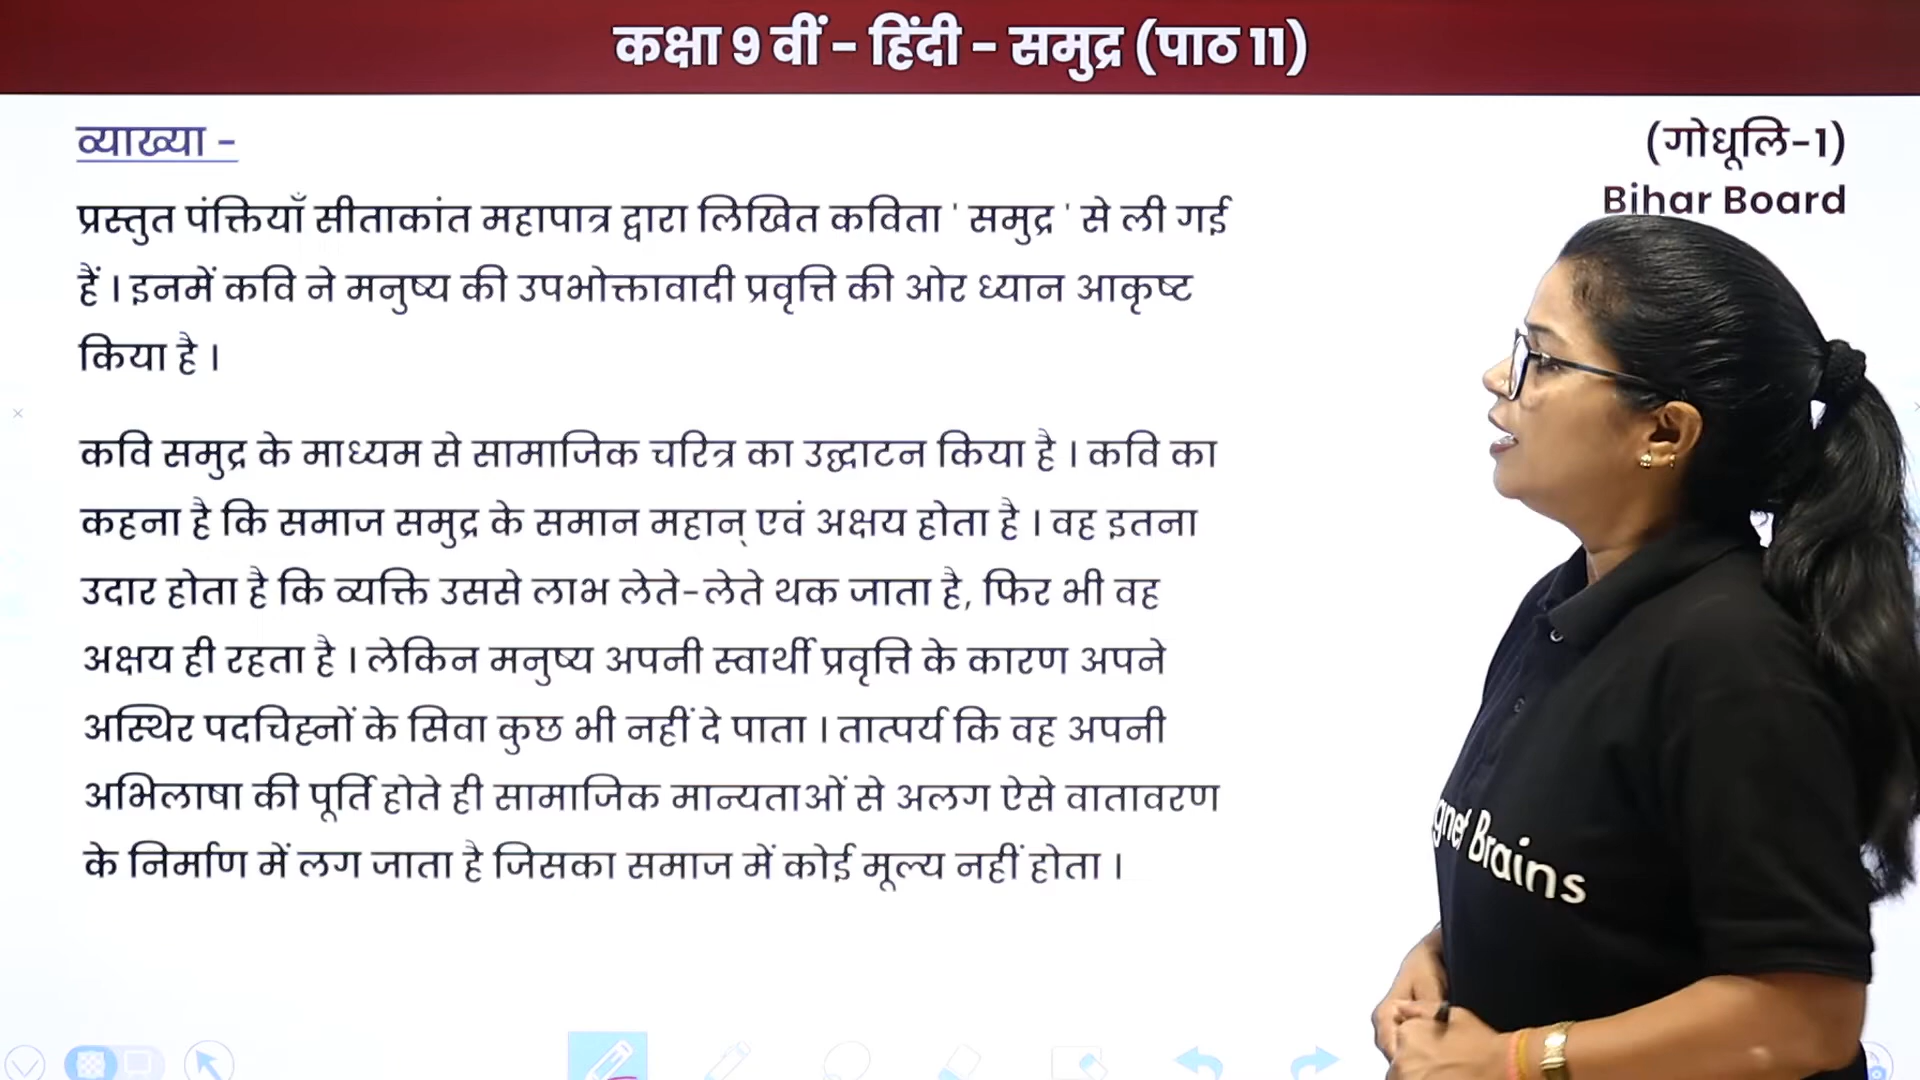 कक्षा 9 वीं - हिंदी - समुद्र (पाठ 11)
व्याख्या -
(गोधूलि-1)
Bihar Board
प्रस्तुत पंक्तियाँ सीताकांत महापात्र द्वारा लिखित कविता ' समुद्र ' से ली गई
हैं । इनमें कवि ने मनुष्य की उपभोक्तावादी प्रवृत्ति की ओर ध्यान आकृष्ट
किया है ।
कवि समुद्र के माध्यम से सामाजिक चरित्र का उद्घाटन किया है । कवि का
कहना है कि समाज समुद्र के समान महान् एवं अक्षय होता है । वह इतना
उदार होता है कि व्यक्ति उससे लाभ लेते-लेते थक जाता है, फिर भी वह
अक्षय ही रहता है । लेकिन मनुष्य अपनी स्वार्थी प्रवृत्ति के कारण अपने
अस्थिर पदचिह्नों के सिवा कुछ भी नहीं दे पाता । तात्पर्य कि वह अपनी
अभिलाषा की पूर्ति होते ही सामाजिक मान्यताओं से अलग ऐसे वातावरण
के निर्माण में लग जाता है जिसका समाज में कोई मूल्य नहीं होता ।
gnet Brains